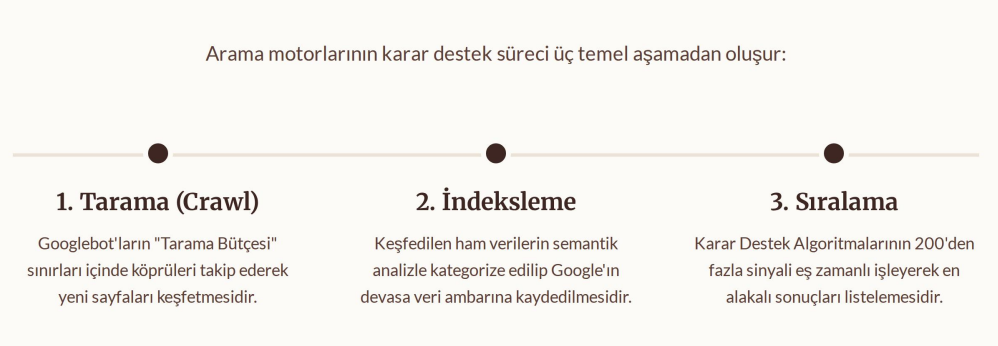 Arama motorlarının karar destek süreci üç temel aşamadan oluşur:
1. Tarama (Crawl)
Googlebot'ların "Tarama Bütçesi"
sınırları içinde köprüleri takip ederek
yeni sayfaları keşfetmesidir.
2. İndeksleme
Keşfedilen ham verilerin semantik
analizle kategorize edilip Google'ın
devasa veri ambarına kaydedilmesidir.
3. Sıralama
Karar Destek Algoritmalarının 200'den
fazla sinyali eş zamanlı işleyerek en
alakalı sonuçları listelemesidir.